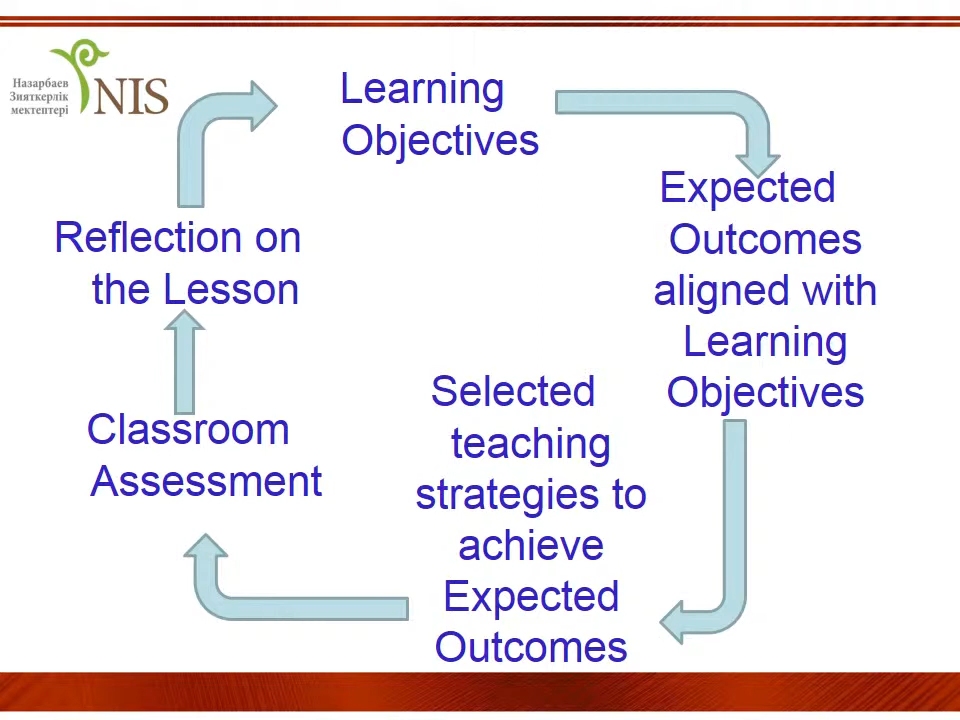 Назарбаев
Зияткерлік
мектептері
NIS
Learning
Objectives
Expected
Outcomes
aligned with
Learning
Objectives
Selected
teaching
strategies to
achieve
Expected
Outcomes
Classroom
Assessment
Reflection on
the Lesson